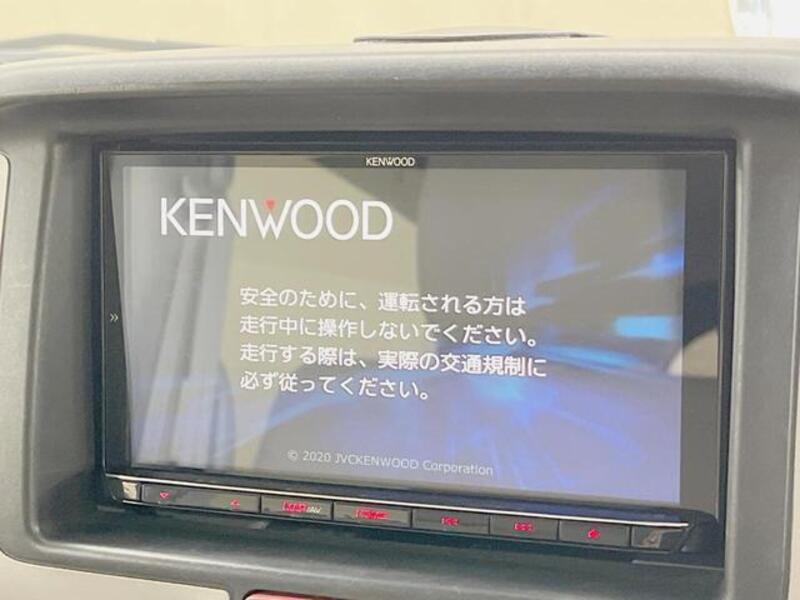 KENWOOD
KENWOOD
安全のために、運転される方は
走行中に操作しないでください。
走行する際は、実際の交通規制に
必ず従ってください。
© 2020 JVCKENWOOD Corporation
/AV